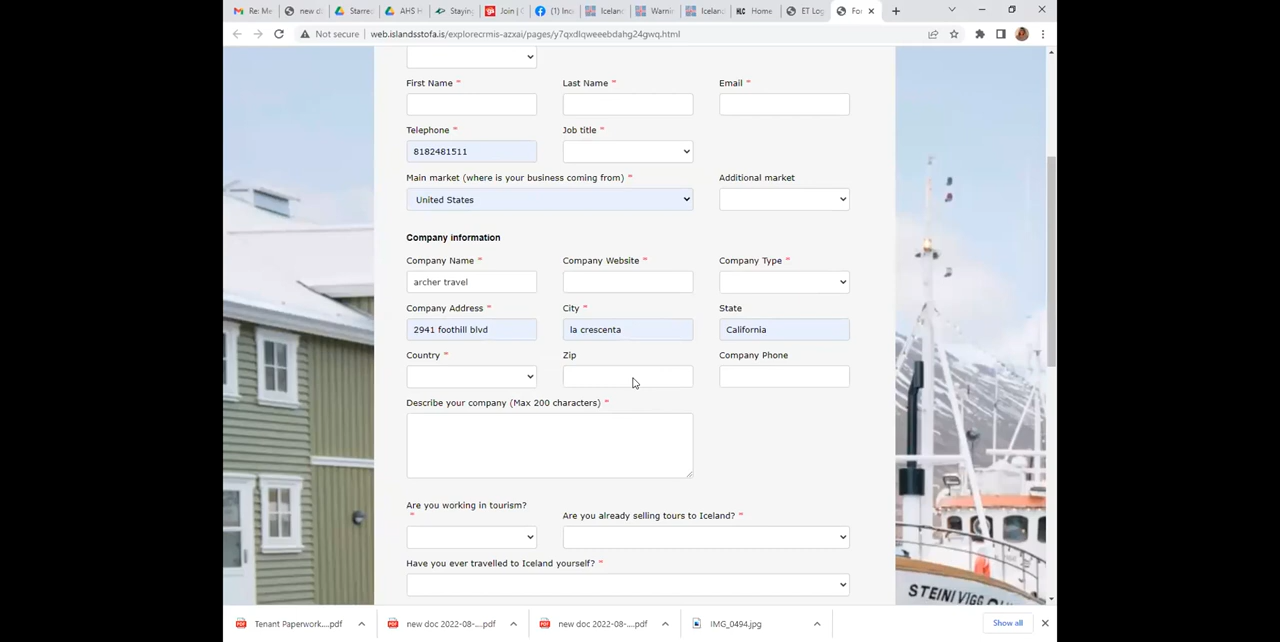 Re: Me
new d
Starred
AHS H
Staying
Join | C
(1) Inc
Iceland
Warni
Iceland
Home
ET Log
Fo
Not secure
web.islandsstofa.is/explorecrmis-azxai/pages/y7qxdlqweeebdahg24gwq.html
First Name * Last Name * Email *
Telephone * Job title *
8182481511
Main market (where is your business coming from) * Additional market
United States
Company information
Company Name * Company Website * Company Type *
archer travel
Company Address * City * State
2941 foothill blvd la crescenta California
Country * Zip Company Phone
Describe your company (Max 200 characters) *
Are you working in tourism?
* Are you already selling tours to Iceland? *
Have you ever travelled to Iceland yourself? *
STEINI VIGG
Tenant Paperwork....pdf new doc 2022-08-....pdf new doc 2022-08-....pdf IMG_0494.jpg Show all